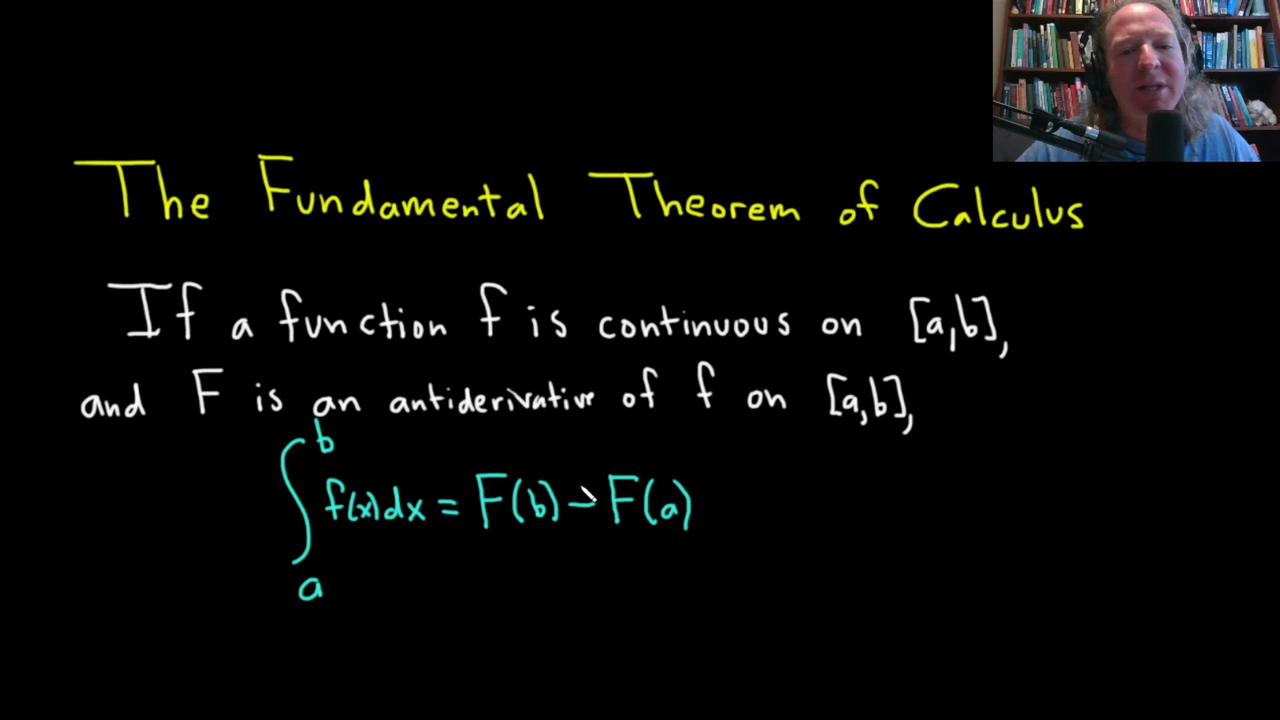 The Fundamental Theorem of Calculus
If a function f is continuous on [a,b],
and F is an antiderivative of f on [a,b],
∫_a^b f(x)dx = F(b) - F(a)